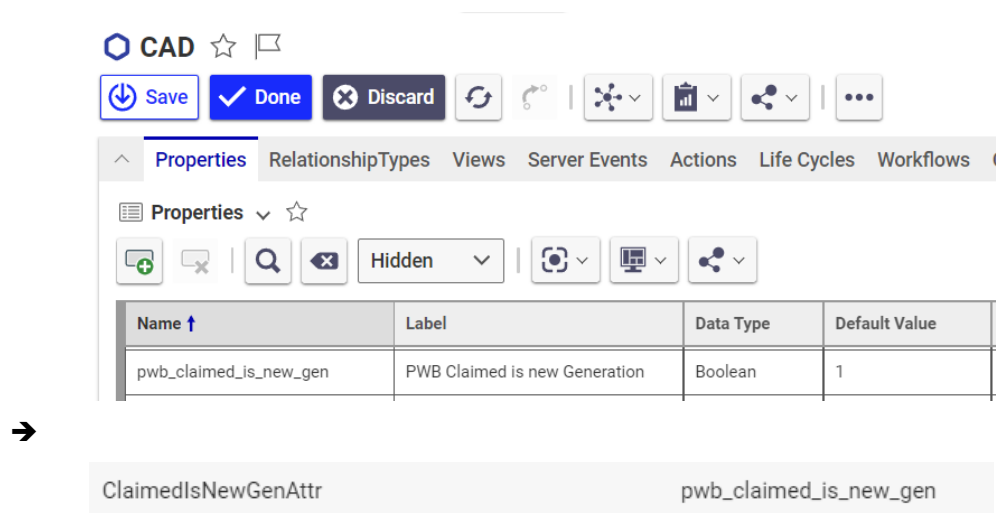 CAD
Save Done Discard
Properties RelationshipTypes Views Server Events Actions Life Cycles Workflows
Properties
Hidden
Name Label Data Type Default Value
pwb_claimed_is_new_gen PWB Claimed is new Generation Boolean 1
ClaimedIsNewGenAttr pwb_claimed_is_new_gen